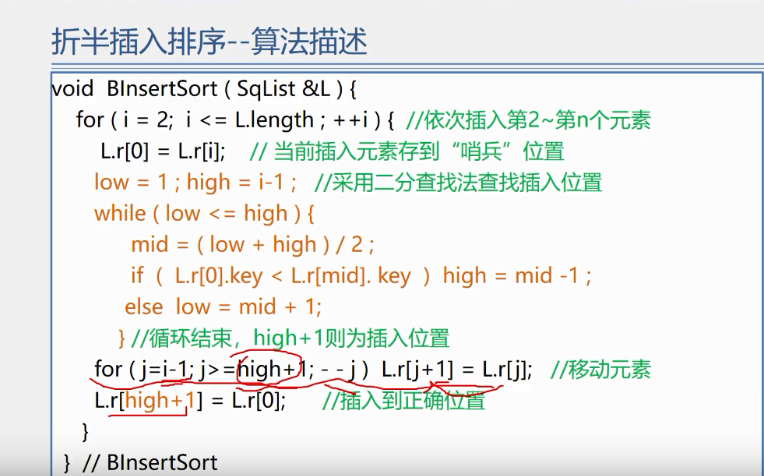 折半插入排序--算法描述
void BInsertSort ( SqList &L ) {
for ( i = 2; i <= L.length ; ++i ) { //依次插入第2~第n个元素
L.r[0] = L.r[i]; // 当前插入元素存到“哨兵”位置
low = 1 ; high = i-1 ; //采用二分查找法查找插入位置
while ( low <= high ) {
mid = ( low + high ) / 2 ;
if ( L.r[0].key < L.r[mid]. key ) high = mid -1 ;
else low = mid + 1;
} //循环结束，high+1则为插入位置
for ( j=i-1; j>=high+1; - - j ) L.r[j+1] = L.r[j]; //移动元素
L.r[high+1] = L.r[0]; //插入到正确位置
}
} // BInsertSort